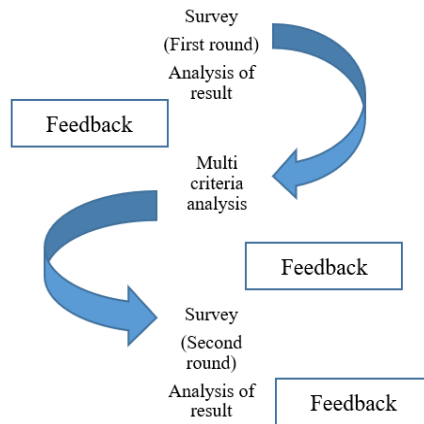 Survey
(First round)
Analysis of
result
Feedback
Multi
criteria
analysis
Feedback
Survey
(Second
round)
Analysis of
result
Feedback